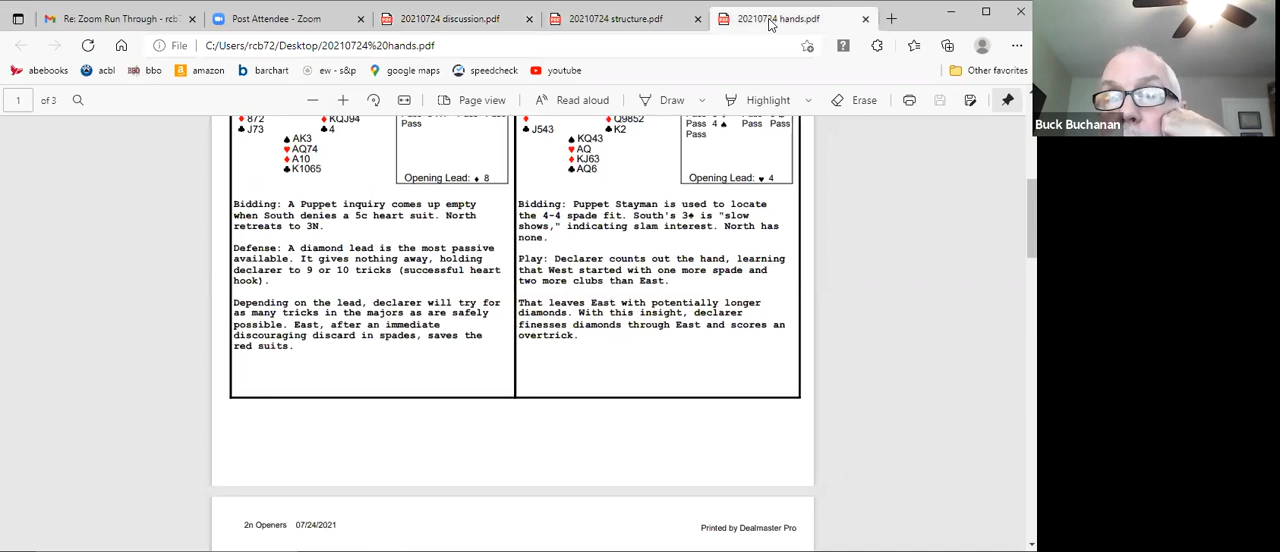 Re: Zoom Run Through - rcb7
Post Attendee - Zoom
20210724 discussion.pdf
20210724 structure.pdf
20210724 hands.pdf
File
C:/Users/rcb72/Desktop/20210724%20hands.pdf
abebooks
acbl
bbo
amazon
barchart
ew - s&p
google maps
speedcheck
youtube
Other favorites
1 of 3
Page view
Read aloud
Draw
Highlight
Erase
Buck Buchanan
♦ 872
♦ KQJ94
♣ J73
♣ 4
Pass
♠ AK3
♥ AQ74
♦ A10
♣ K1065
Opening Lead: ♦ 8
Bidding: A Puppet inquiry comes up empty
when South denies a 5c heart suit. North
retreats to 3N.
Defense: A diamond lead is the most passive
available. It gives nothing away, holding
declarer to 9 or 10 tricks (successful heart
hook).
Depending on the lead, declarer will try for
as many tricks in the majors as are safely
possible. East, after an immediate
discouraging discard in spades, saves the
red suits.
♦ Q9852
♣ J543
♣ K2
Pass 4 ♠ Pass Pass
Pass
♠ KQ43
♥ AQ
♦ KJ63
♣ AQ6
Opening Lead: ♥ 4
Bidding: Puppet Stayman is used to locate
the 4-4 spade fit. South's 3♠ is "slow
shows," indicating slam interest. North has
none.
Play: Declarer counts out the hand, learning
that West started with one more spade and
two more clubs than East.
That leaves East with potentially longer
diamonds. With this insight, declarer
finesses diamonds through East and scores an
overtrick.
2n Openers 07/24/2021
Printed by Dealmaster Pro